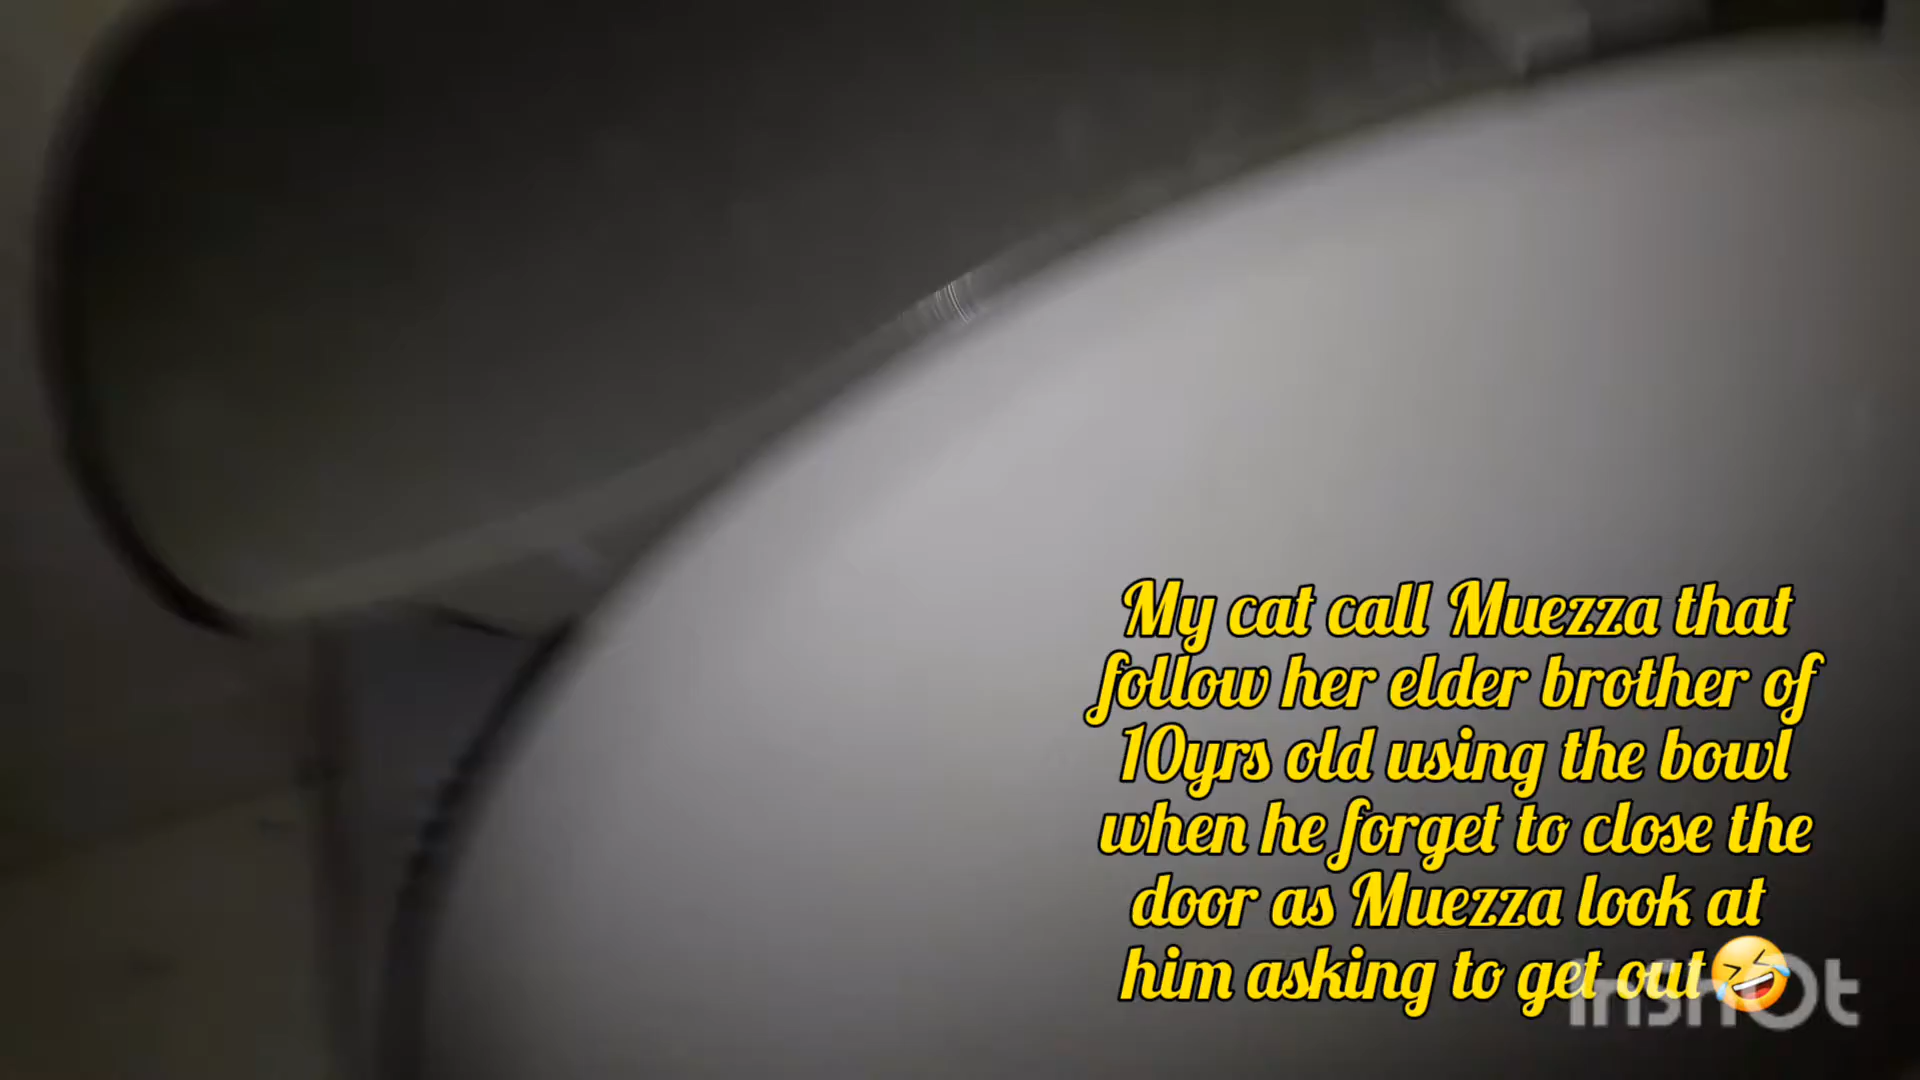 My cat call Muezza that
follow her elder brother of
10yrs old using the bowl
when he forget to close the
door as Muezza look at
him asking to get out🤣
inshot